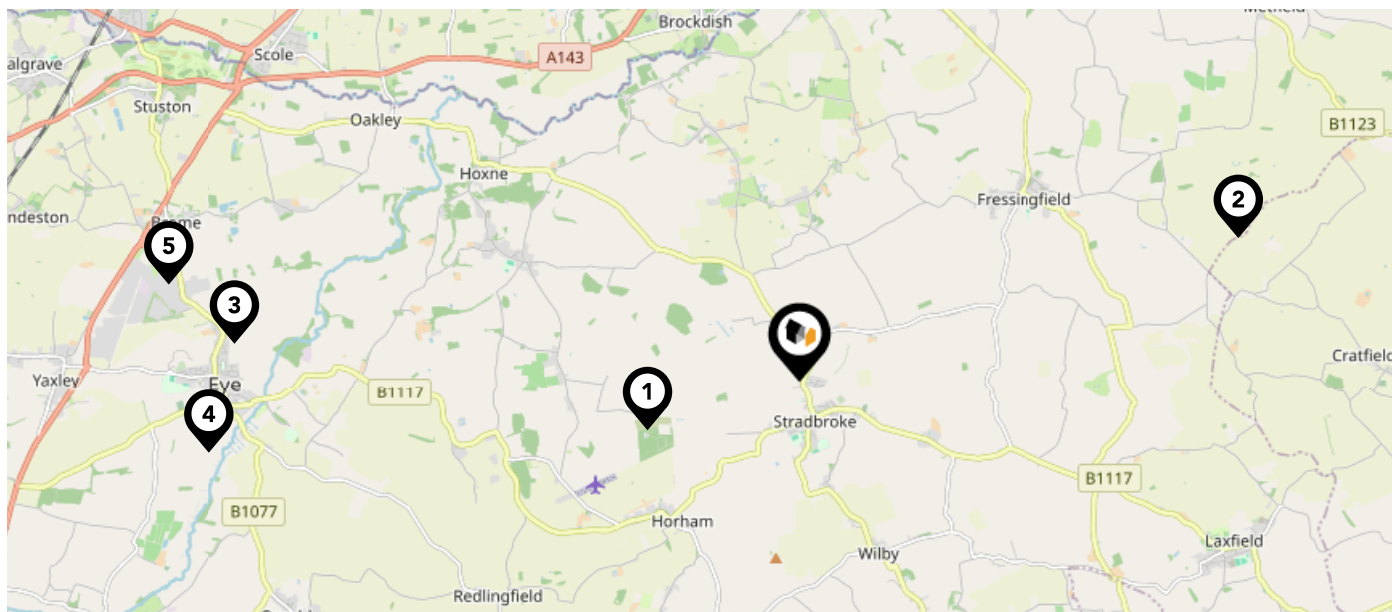 Brockdish
Scole
A143
algrave
Stuston
Oakley
B1123
Hoxne
Fressingfield
2
ndeston
Brome
5
3
Cratfield
Yaxley
Eye
B1117
1
4
Stradbroke
B1117
B1077
Horham
Laxfield
Wilby
Redlingfield